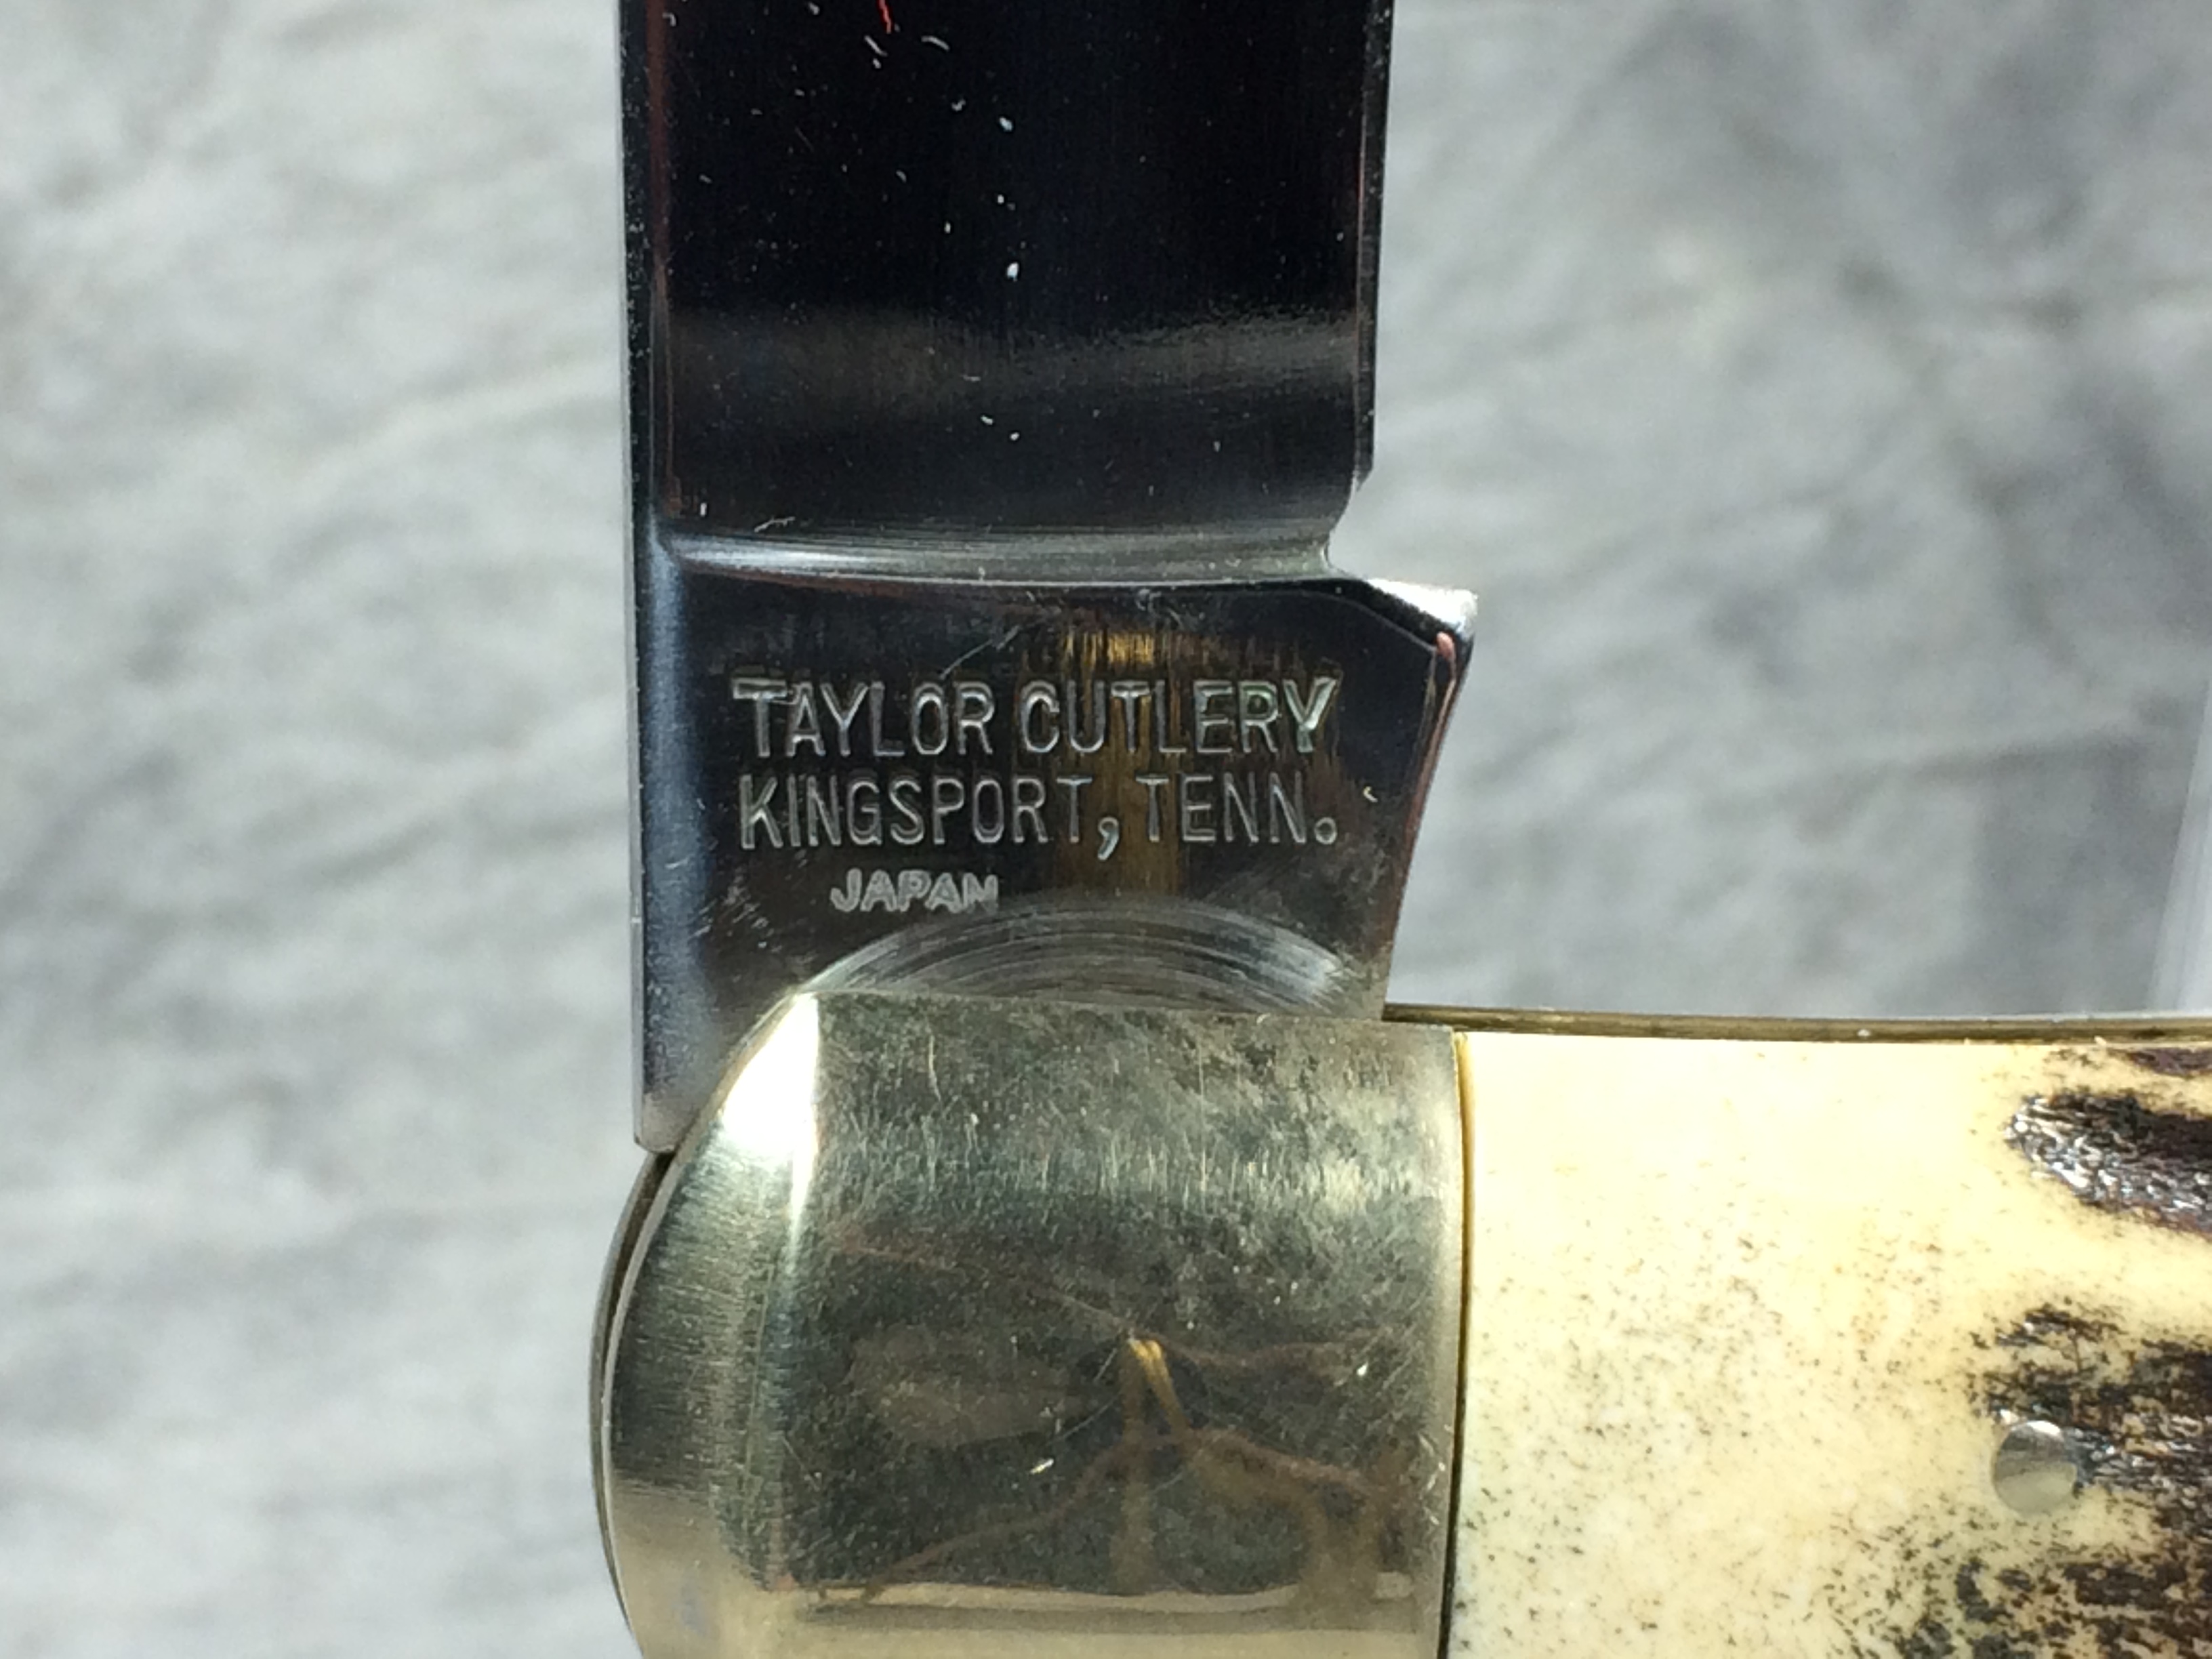 TAYLOR CUTLERY
KINGSPORT, TENN.
JAPAN